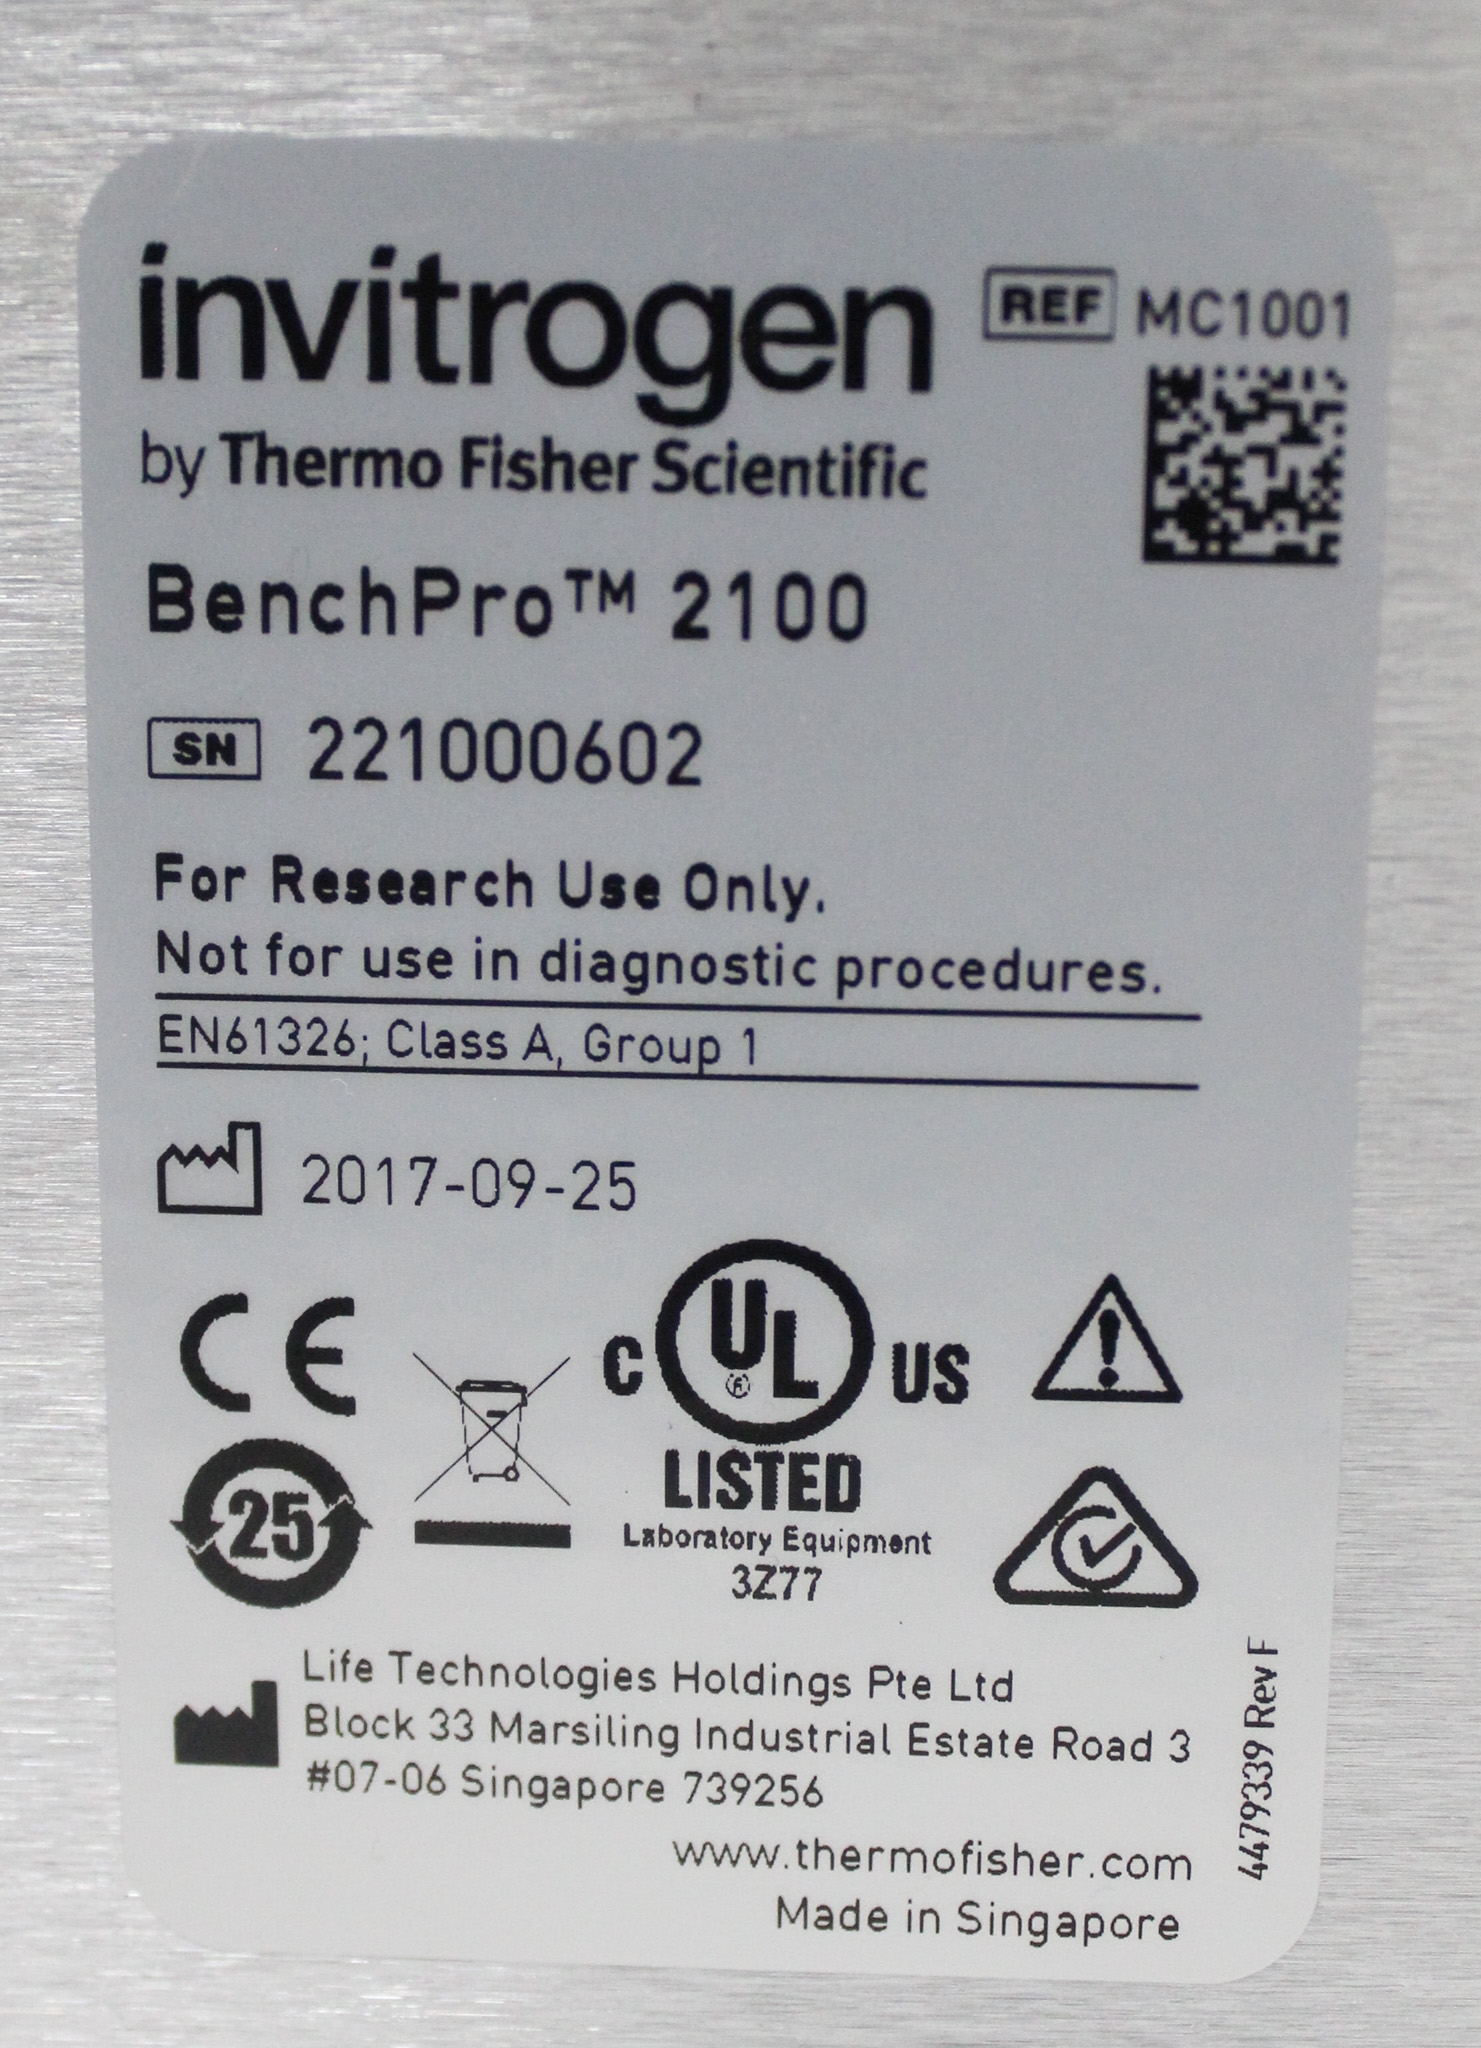 invitrogen
REF MC1001
by Thermo Fisher Scientific
BenchPro™ 2100
SN 221000602
For Research Use Only.
Not for use in diagnostic procedures.
EN61326; Class A, Group 1
2017-09-25
CE
C UL ® US
LISTED
25
Laboratory Equipment
3Z77
Life Technologies Holdings Pte Ltd
Block 33 Marsiling Industrial Estate Road 3
#07-06 Singapore 739256
www.thermofisher.com
Made in Singapore
4479339 Rev F